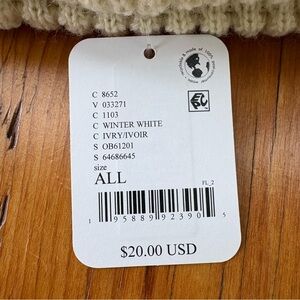 C 8652
V 033271
C 1103
C WINTER WHITE
C IVRY/IVOIR
S OB61201
S 64686645
size
ALL
FL_2
1 95889 92390 5
$20.00 USD